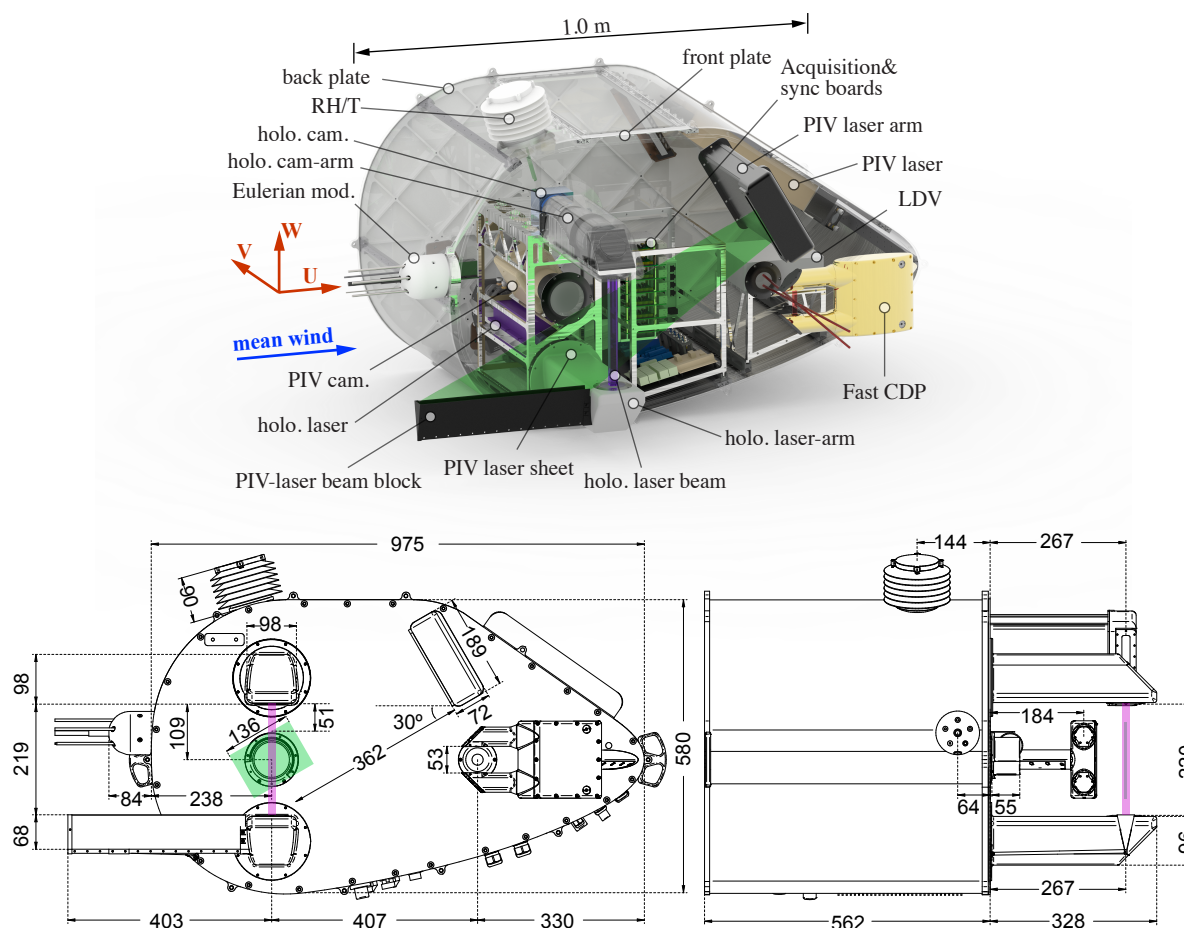 1.0 m
back plate
front plate
Acquisition&
sync boards
RH/T
holo. cam.
PIV laser arm
holo. cam-arm
PIV laser
Eulerian mod.
LDV
W
V
U
mean wind
PIV cam.
Fast CDP
holo. laser
holo. laser-arm
PIV-laser beam block
PIV laser sheet
holo. laser beam
975
144
267
90
98
189
98
136
51
109
30º
72
184
219
362
53
580
84
238
64
55
68
267
403
407
330
562
328